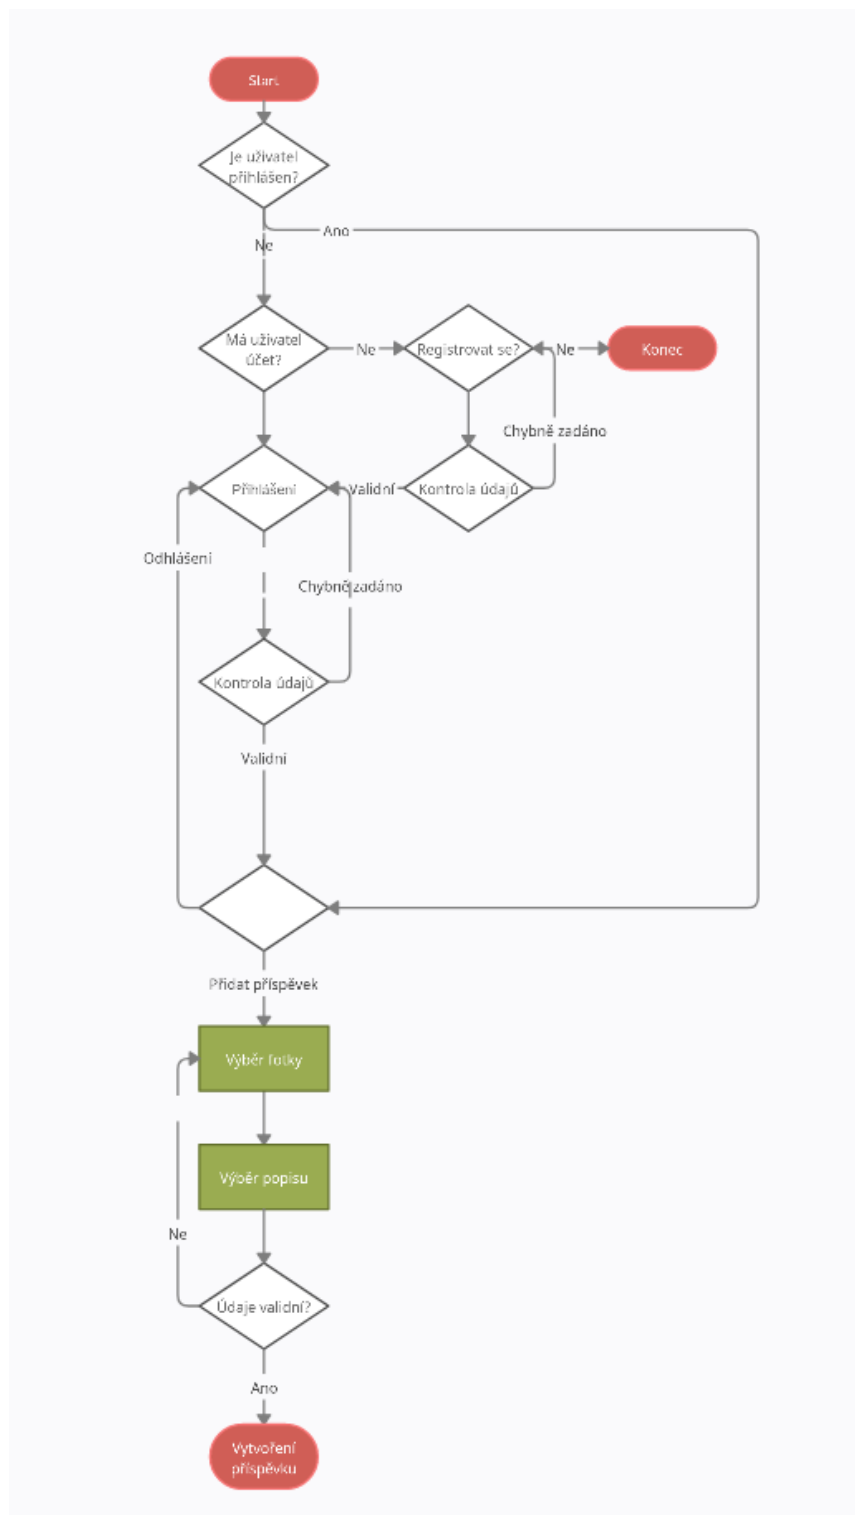 Start
Je uživatel
přihlášen?
Ano
Ne
Má uživatel
účet?
Ne
Registrovat se?
Ne
Konec
Chybně zadáno
Přihlášení
Validní
Kontrola údajů
Odhlášení
Chybně zadáno
Kontrola údajů
Validní
Přidat příspěvek
Výběr fotky
Výběr popisu
Ne
Údaje validní?
Ano
Vytvoření
příspěvku